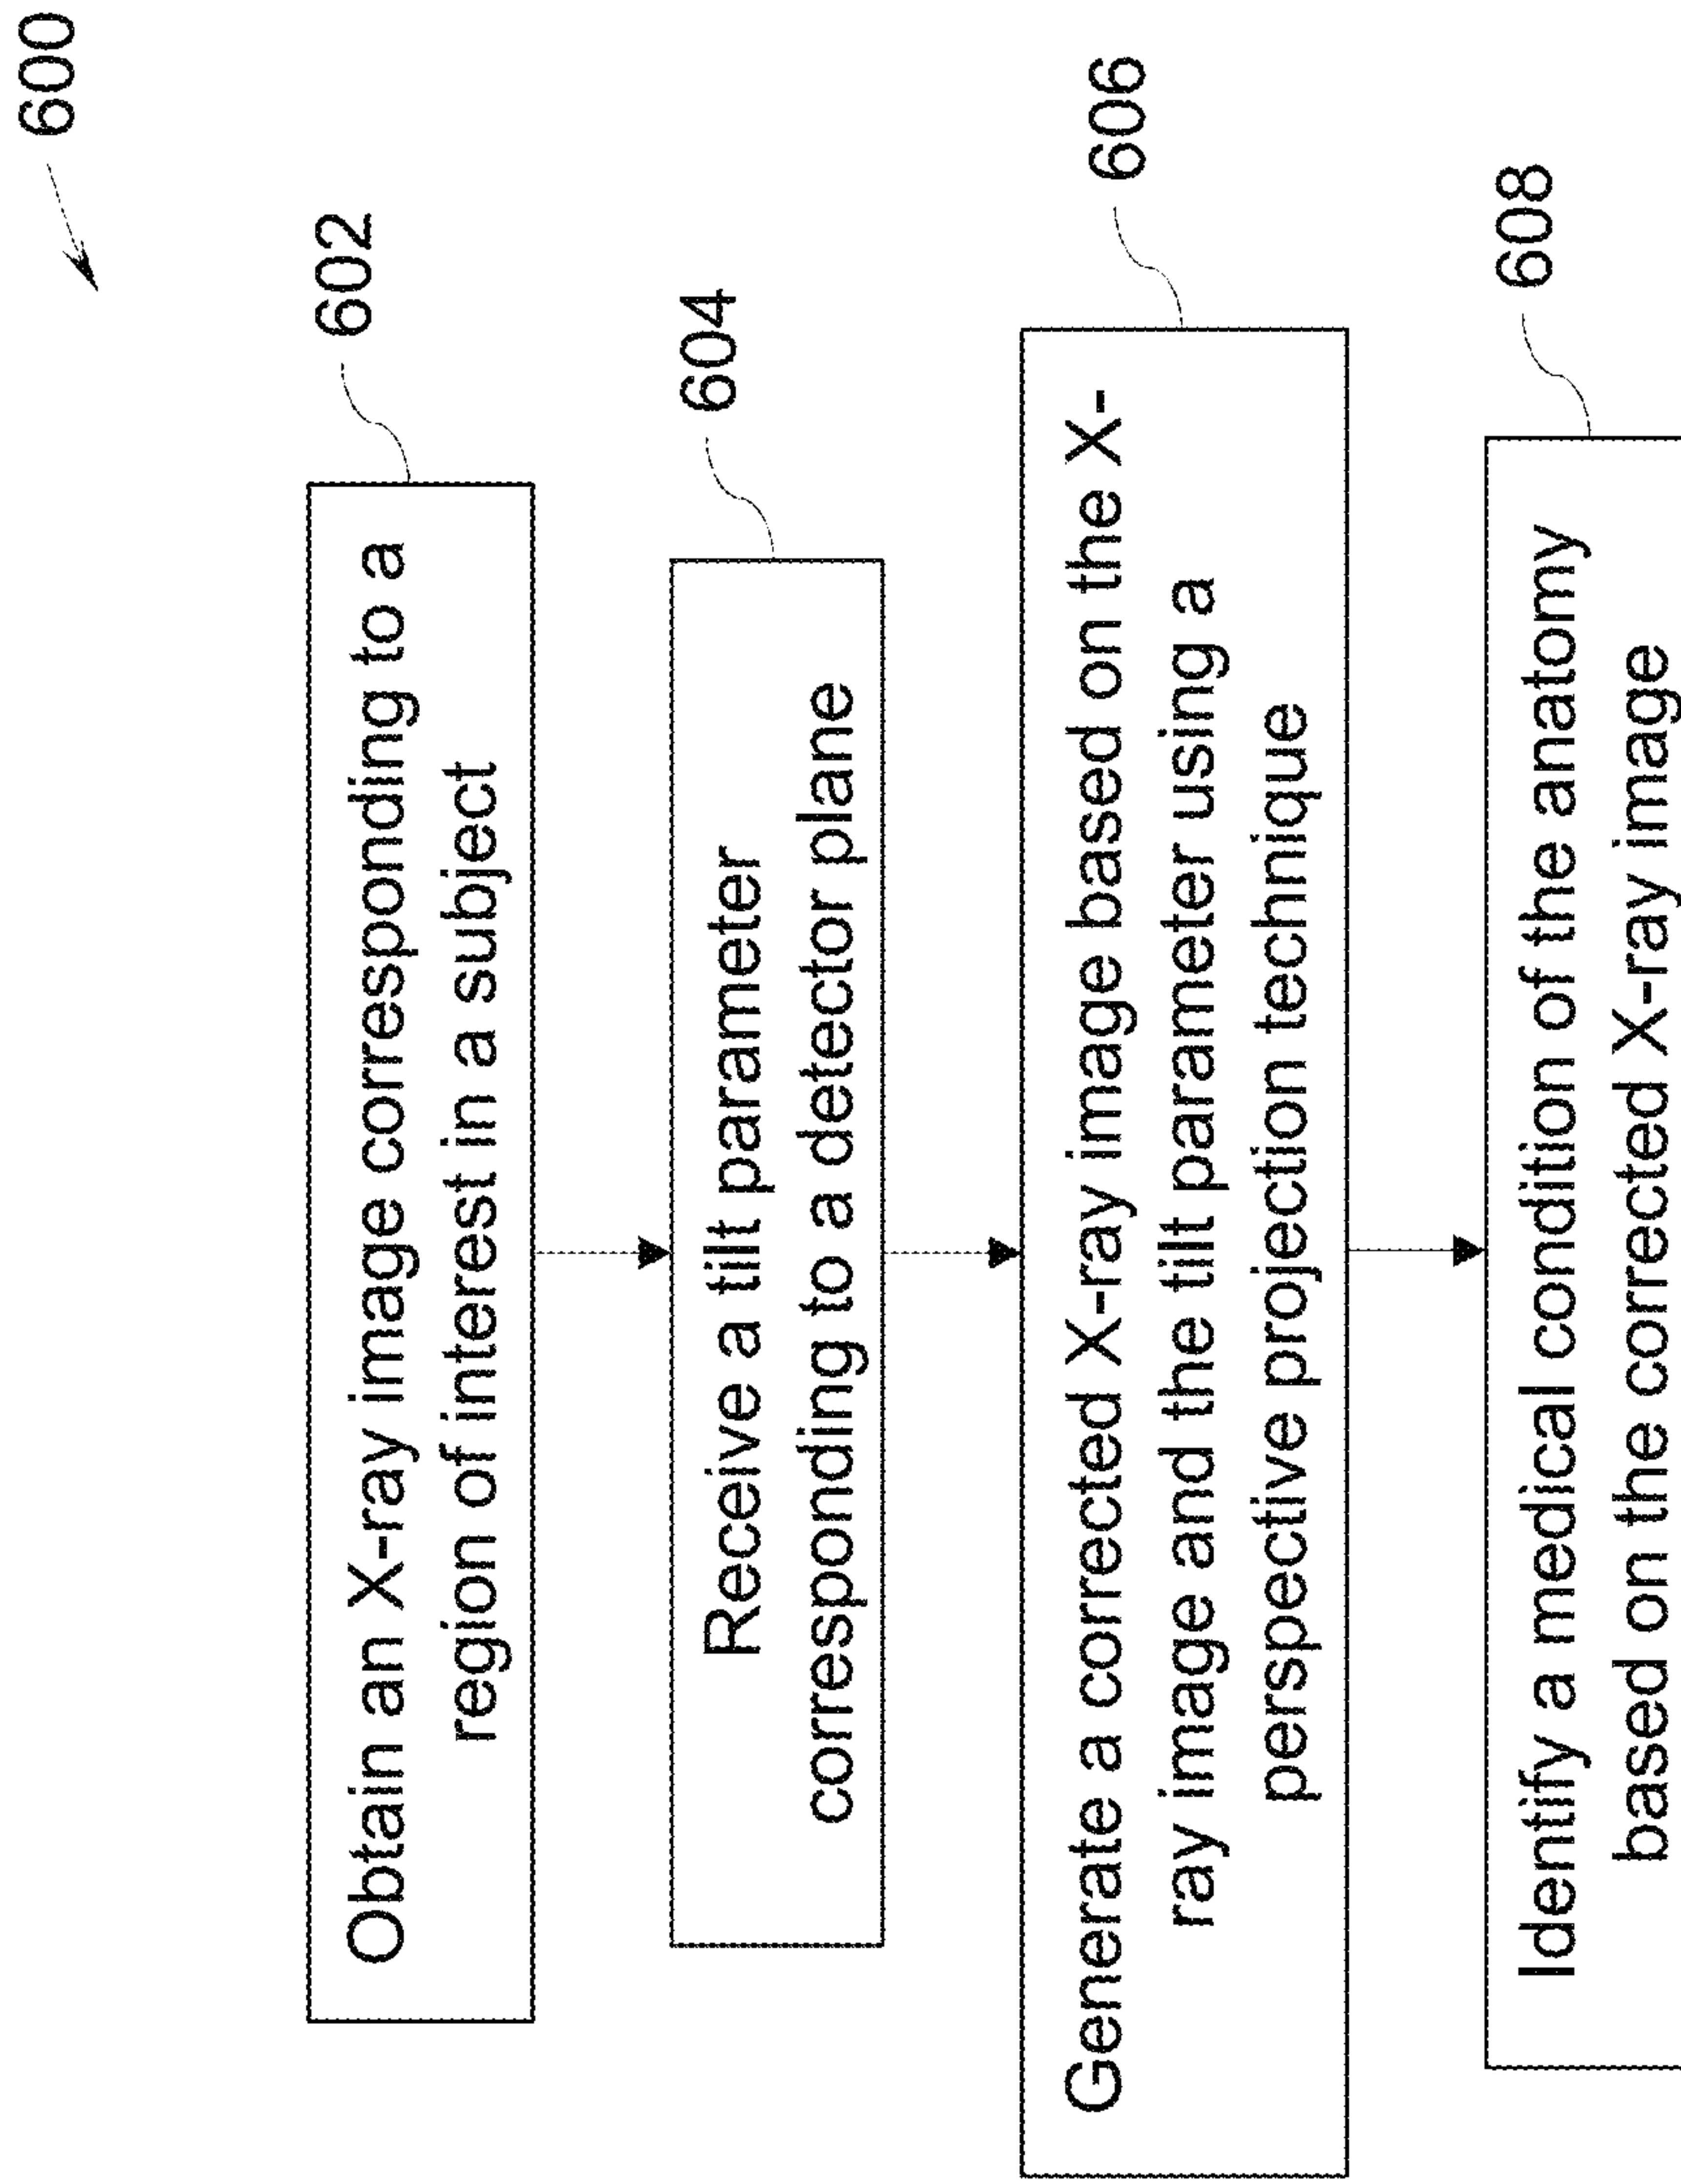 600
602
Obtain an X-ray image corresponding to a
region of interest in a subject
604
Receive a tilt parameter
corresponding to a detector plane
606
Generate a corrected X-ray image based on the X-
ray image and the tilt parameter using a
perspective projection technique
608
Identify a medical condition of the anatomy
based on the corrected X-ray image